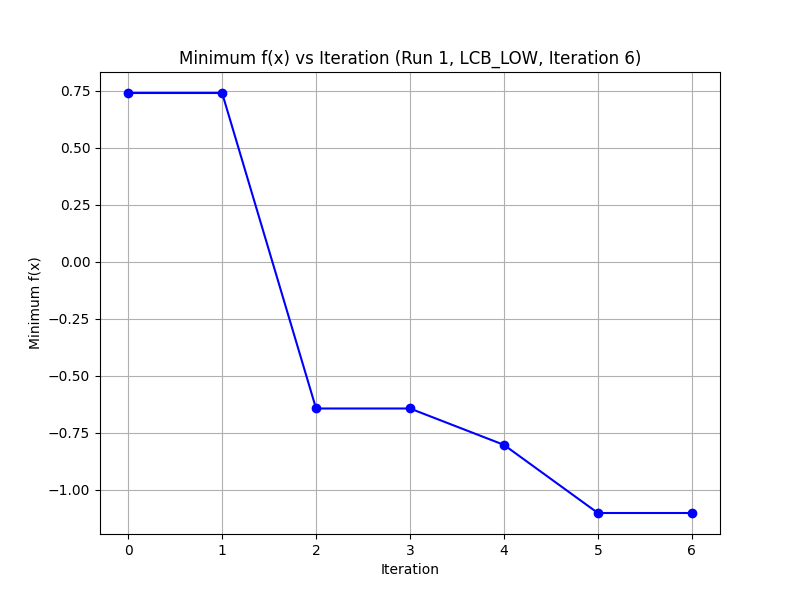 Minimum f(x) vs Iteration (Run 1, LCB_LOW, Iteration 6)
Minimum f(x)
0.75
0.50
0.25
0.00
−0.25
−0.50
−0.75
−1.00
0 1 2 3 4 5 6
Iteration